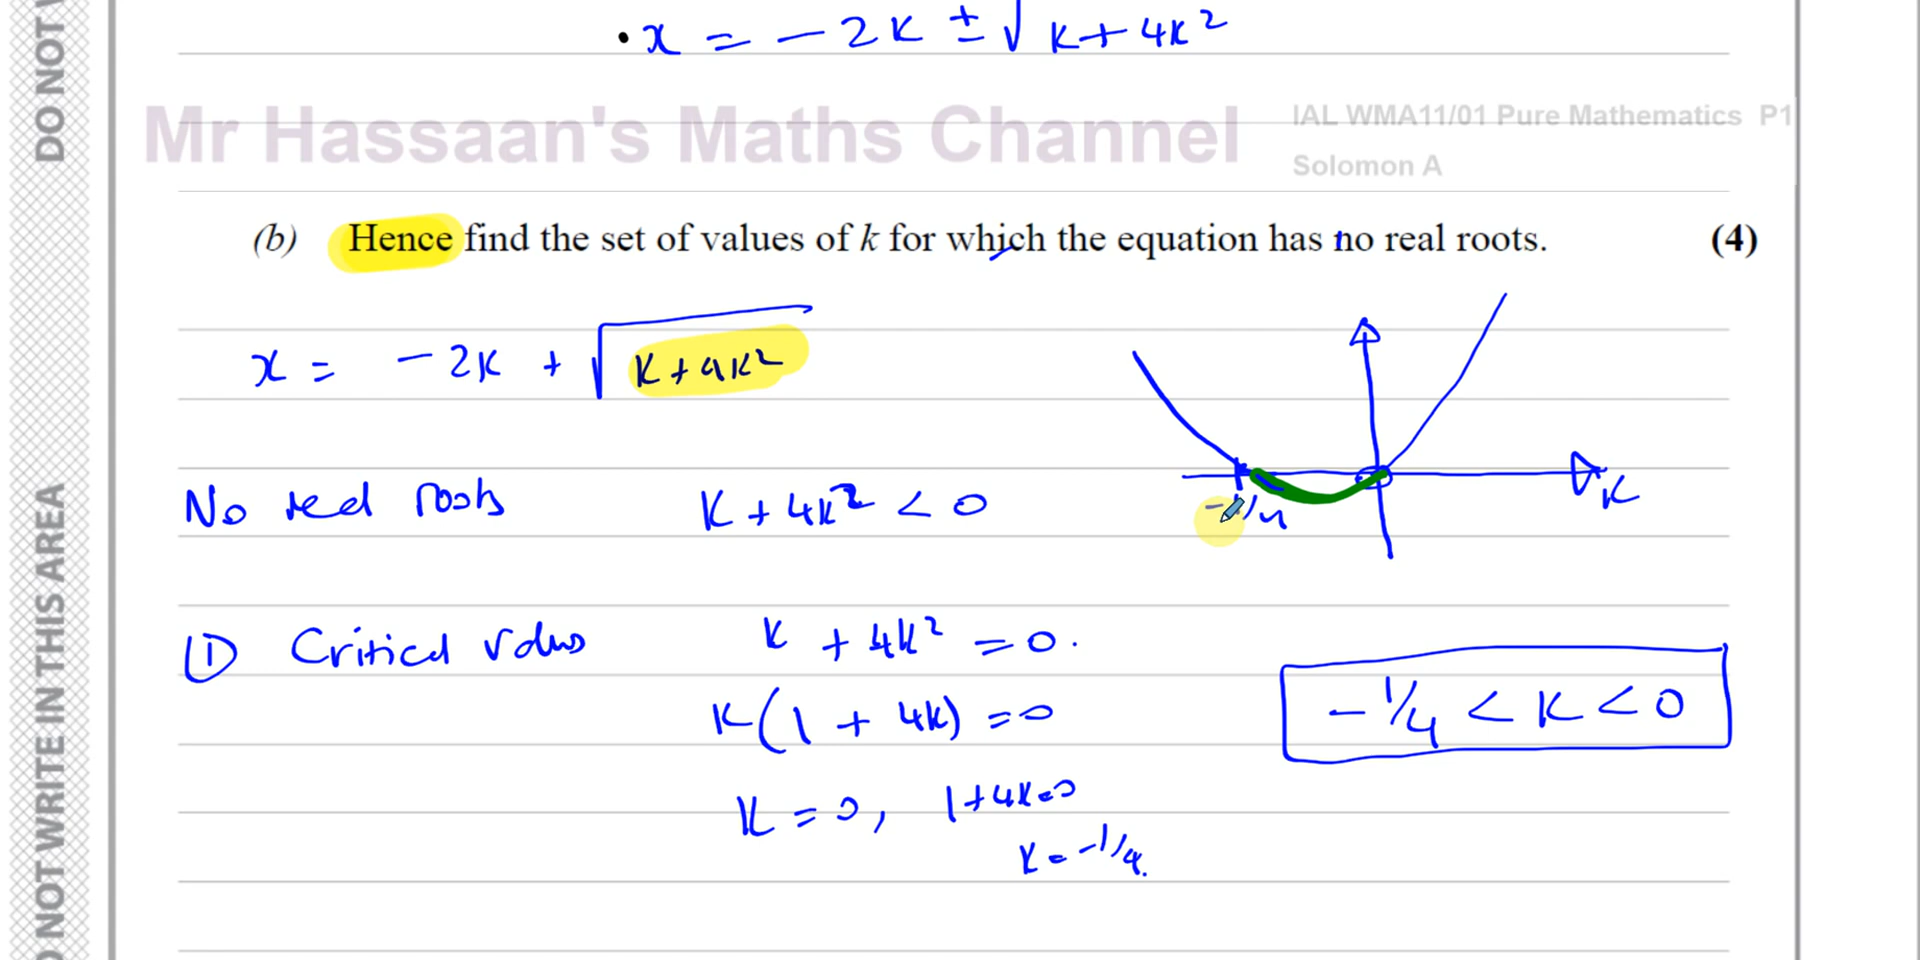 • x = -2k ± √k+4k²
Mr Hassaan's Maths Channel
IAL WMA11/01 Pure Mathematics P1
Solomon A
(b) Hence find the set of values of k for which the equation has no real roots. (4)
x = -2k + √k+4k²
No real roots k + 4k² < 0
-1/4
k
① Critical values k + 4k² = 0.
k(1 + 4k) = 0
-1/4 < k < 0
k = 0, 1+4k=0
k = -1/4.
DO NOT W
DO NOT WRITE IN THIS AREA